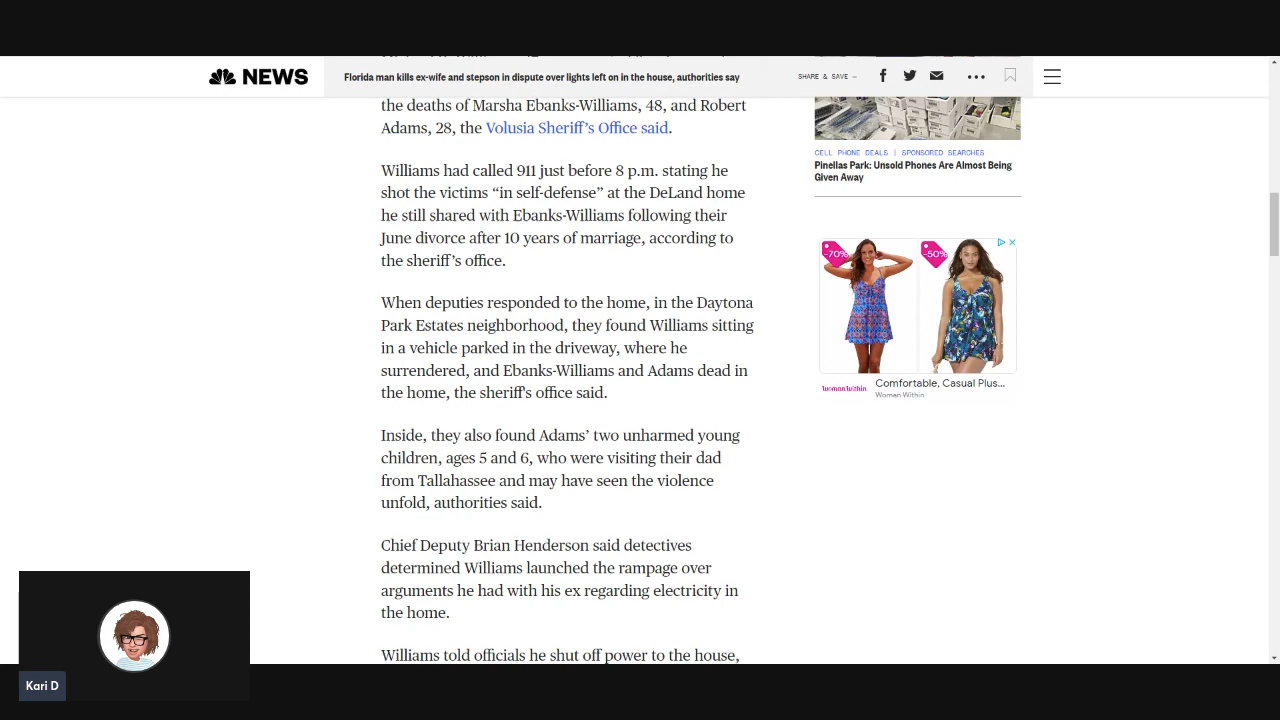 NEWS
Florida man kills ex-wife and stepson in dispute over lights left on in the house, authorities say
SHARE & SAVE —
the deaths of Marsha Ebanks-Williams, 48, and Robert
Adams, 28, the Volusia Sheriff’s Office said.
Williams had called 911 just before 8 p.m. stating he
shot the victims “in self-defense” at the DeLand home
he still shared with Ebanks-Williams following their
June divorce after 10 years of marriage, according to
the sheriff’s office.
When deputies responded to the home, in the Daytona
Park Estates neighborhood, they found Williams sitting
in a vehicle parked in the driveway, where he
surrendered, and Ebanks-Williams and Adams dead in
the home, the sheriff's office said.
Inside, they also found Adams’ two unharmed young
children, ages 5 and 6, who were visiting their dad
from Tallahassee and may have seen the violence
unfold, authorities said.
Chief Deputy Brian Henderson said detectives
determined Williams launched the rampage over
arguments he had with his ex regarding electricity in
the home.
Williams told officials he shut off power to the house,
CELL PHONE DEALS | SPONSORED SEARCHES
Pinellas Park: Unsold Phones Are Almost Being
Given Away
-70%
-50%
woman within
Comfortable, Casual Plus...
Woman Within
Kari D